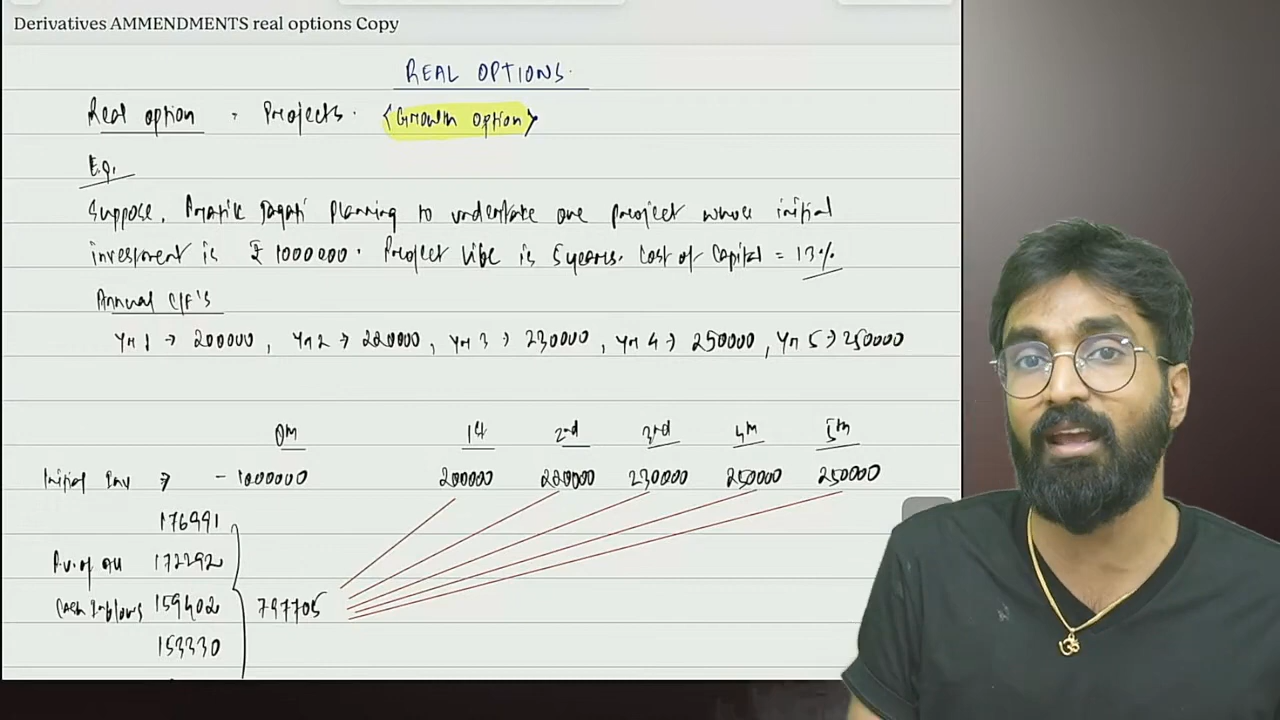 Derivatives AMMENDMENTS real options Copy
REAL OPTIONS.
Real option = Projects. <Growth option>
E.g.
Suppose, Pratik Jagati Planning to undertake one project whose initial
investment is ₹ 1000000. Project life is 5 years. Cost of Capital = 13%
Annual C/F's
Yr 1 → 200000, Yr 2 → 220000, Yr 3 → 230000, Yr 4 → 250000, Yr 5 → 250000
0th 1st 2nd 3rd 4th 5th
Initial Inv ⇒ - 1000000 200000 220000 230000 250000 250000
176991
P.V. of all 172292
Cash Inflows 159402 797705
153330